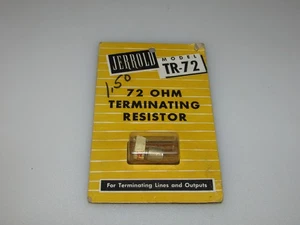 JERROLD
MODEL
TR-72
1.50
72 OHM
TERMINATING
RESISTOR
For Terminating Lines and Outputs